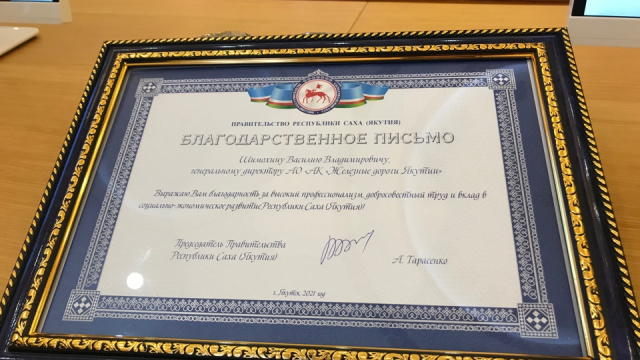 ПРАВИТЕЛЬСТВО РЕСПУБЛИКИ САХА (ЯКУТИЯ)
БЛАГОДАРСТВЕННОЕ ПИСЬМО
Шимохину Василию Владимировичу,
генеральному директору АО «АК «Железные дороги Якутии»
Выражаю Вам благодарность за высокий профессионализм, добросовестный труд и вклад в
социально-экономическое развитие Республики Саха (Якутия)!
Председатель Правительства
Республики Саха (Якутия)
А. Тарасенко
г. Якутск, 2021 год